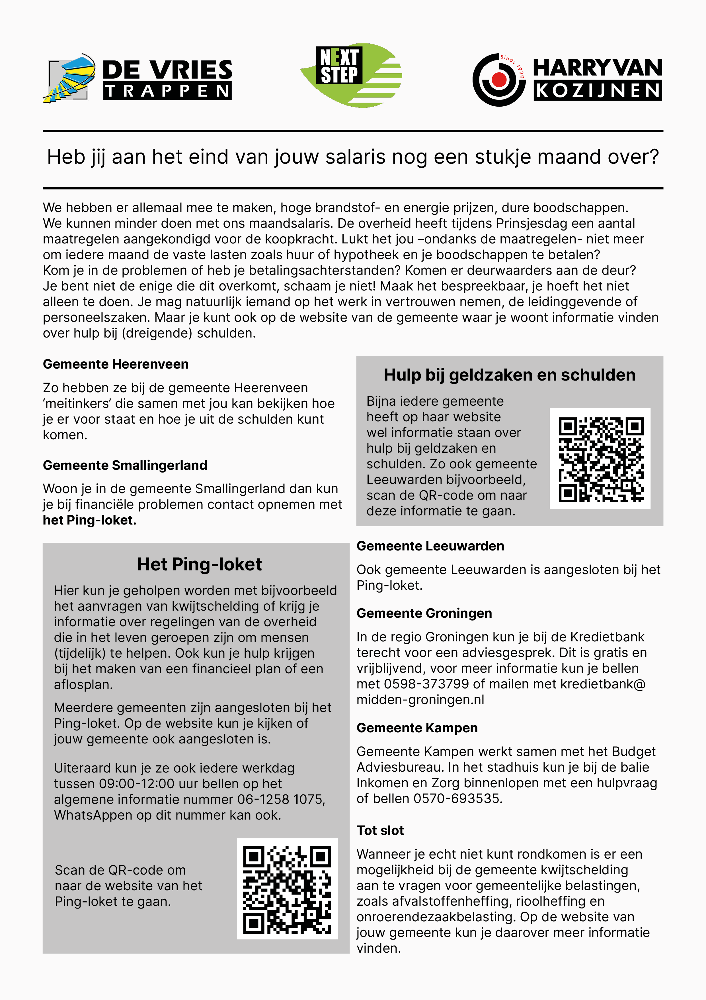 DE VRIES
TRAPPEN
NEXT
STEP
Sinds 1930
HARRY VAN
KOZIJNEN
Heb jij aan het eind van jouw salaris nog een stukje maand over?
We hebben er allemaal mee te maken, hoge brandstof- en energie prijzen, dure boodschappen.
We kunnen minder doen met ons maandsalaris. De overheid heeft tijdens Prinsjesdag een aantal
maatregelen aangekondigd voor de koopkracht. Lukt het jou –ondanks de maatregelen- niet meer
om iedere maand de vaste lasten zoals huur of hypotheek en je boodschappen te betalen?
Kom je in de problemen of heb je betalingsachterstanden? Komen er deurwaarders aan de deur?
Je bent niet de enige die dit overkomt, schaam je niet! Maak het bespreekbaar, je hoeft het niet
alleen te doen. Je mag natuurlijk iemand op het werk in vertrouwen nemen, de leidinggevende of
personeelszaken. Maar je kunt ook op de website van de gemeente waar je woont informatie vinden
over hulp bij (dreigende) schulden.
Gemeente Heerenveen
Zo hebben ze bij de gemeente Heerenveen
‘meitinkers’ die samen met jou kan bekijken hoe
je er voor staat en hoe je uit de schulden kunt
komen.
Gemeente Smallingerland
Woon je in de gemeente Smallingerland dan kun
je bij financiële problemen contact opnemen met
het Ping-loket.
Het Ping-loket
Hier kun je geholpen worden met bijvoorbeeld
het aanvragen van kwijtschelding of krijg je
informatie over regelingen van de overheid
die in het leven geroepen zijn om mensen
(tijdelijk) te helpen. Ook kun je hulp krijgen
bij het maken van een financieel plan of een
aflosplan.
Meerdere gemeenten zijn aangesloten bij het
Ping-loket. Op de website kun je kijken of
jouw gemeente ook aangesloten is.
Uiteraard kun je ze ook iedere werkdag
tussen 09:00-12:00 uur bellen op het
algemene informatie nummer 06-1258 1075,
WhatsAppen op dit nummer kan ook.
Scan de QR-code om
naar de website van het
Ping-loket te gaan.
Hulp bij geldzaken en schulden
Bijna iedere gemeente
heeft op haar website
wel informatie staan over
hulp bij geldzaken en
schulden. Zo ook gemeente
Leeuwarden bijvoorbeeld,
scan de QR-code om naar
deze informatie te gaan.
Gemeente Leeuwarden
Ook gemeente Leeuwarden is aangesloten bij het
Ping-loket.
Gemeente Groningen
In de regio Groningen kun je bij de Kredietbank
terecht voor een adviesgesprek. Dit is gratis en
vrijblijvend, voor meer informatie kun je bellen
met 0598-373799 of mailen met kredietbank@
midden-groningen.nl
Gemeente Kampen
Gemeente Kampen werkt samen met het Budget
Adviesbureau. In het stadhuis kun je bij de balie
Inkomen en Zorg binnenlopen met een hulpvraag
of bellen 0570-693535.
Tot slot
Wanneer je echt niet kunt rondkomen is er een
mogelijkheid bij de gemeente kwijtschelding
aan te vragen voor gemeentelijke belastingen,
zoals afvalstoffenheffing, rioolheffing en
onroerendezaakbelasting. Op de website van
jouw gemeente kun je daarover meer informatie
vinden.